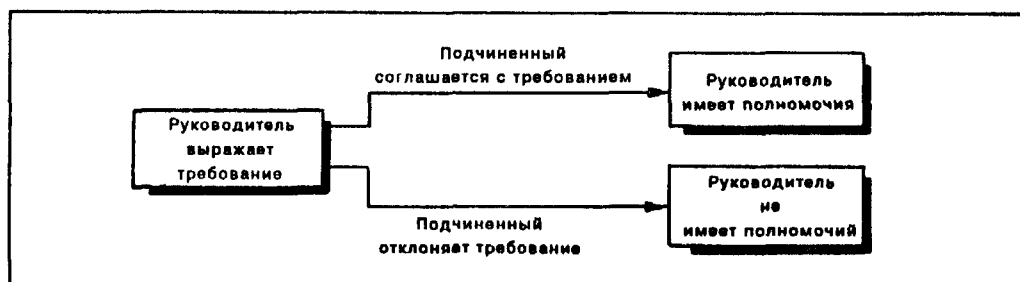 Подчиненный
соглашается с требованием
Руководитель
имеет полномочия
Руководитель
выражает
требование
Руководитель
не
имеет полномочий
Подчиненный
отклоняет требование